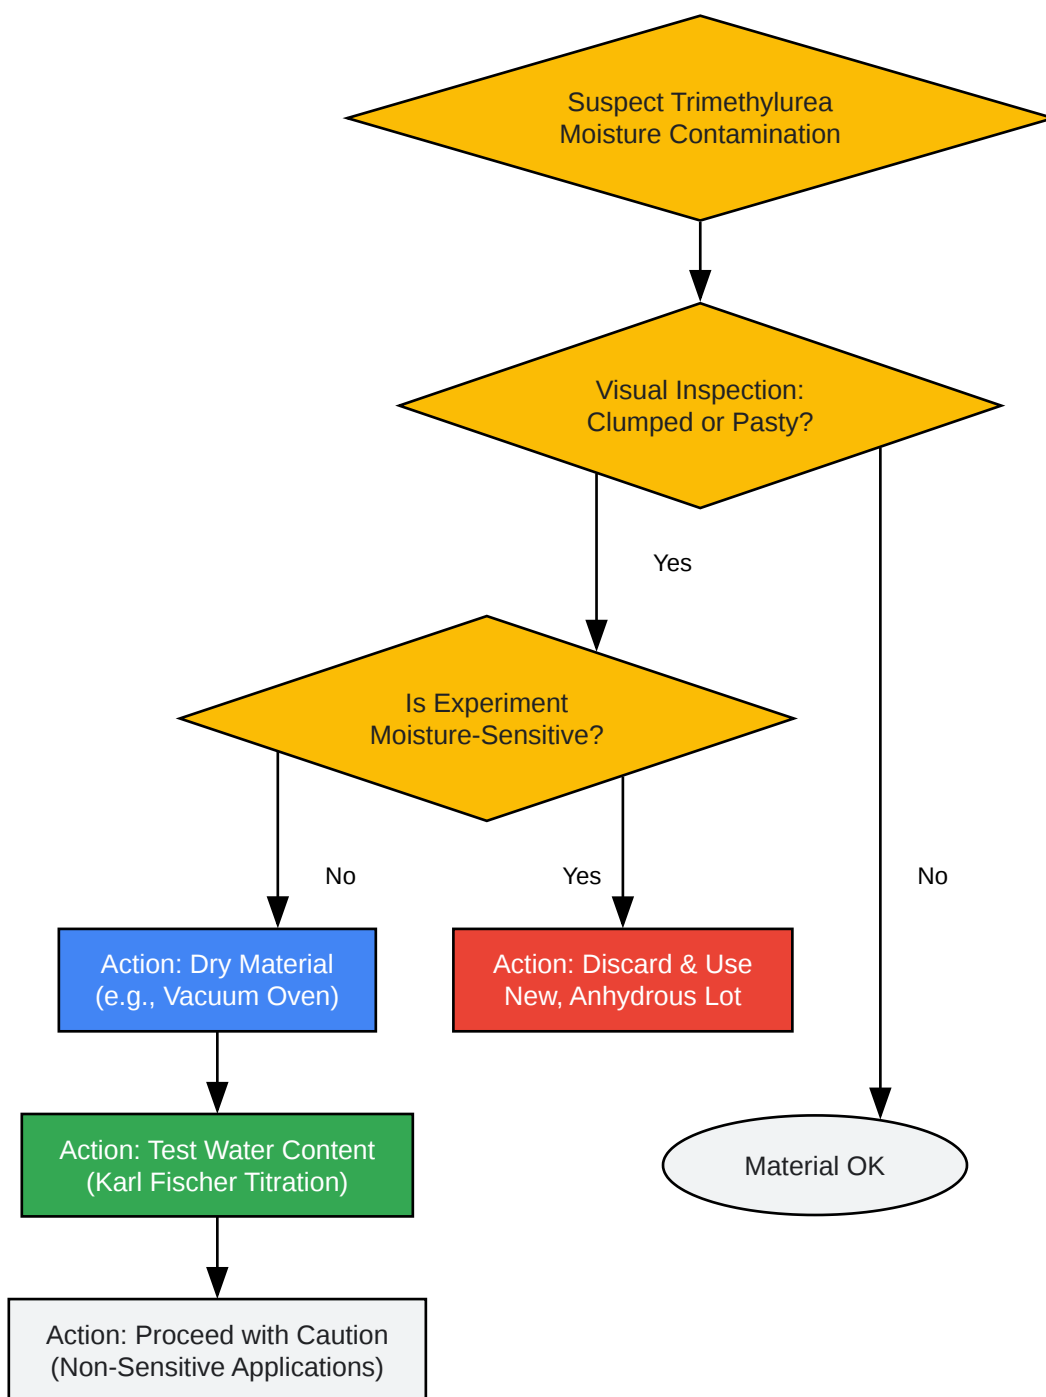 Suspect Trimethylurea
Moisture Contamination
Visual Inspection:
Clumped or Pasty?
Yes
Is Experiment
Moisture-Sensitive?
No
Yes
No
Action: Dry Material
(e.g., Vacuum Oven)
Action: Discard & Use
New, Anhydrous Lot
Action: Test Water Content
(Karl Fischer Titration)
Material OK
Action: Proceed with Caution
(Non-Sensitive Applications)